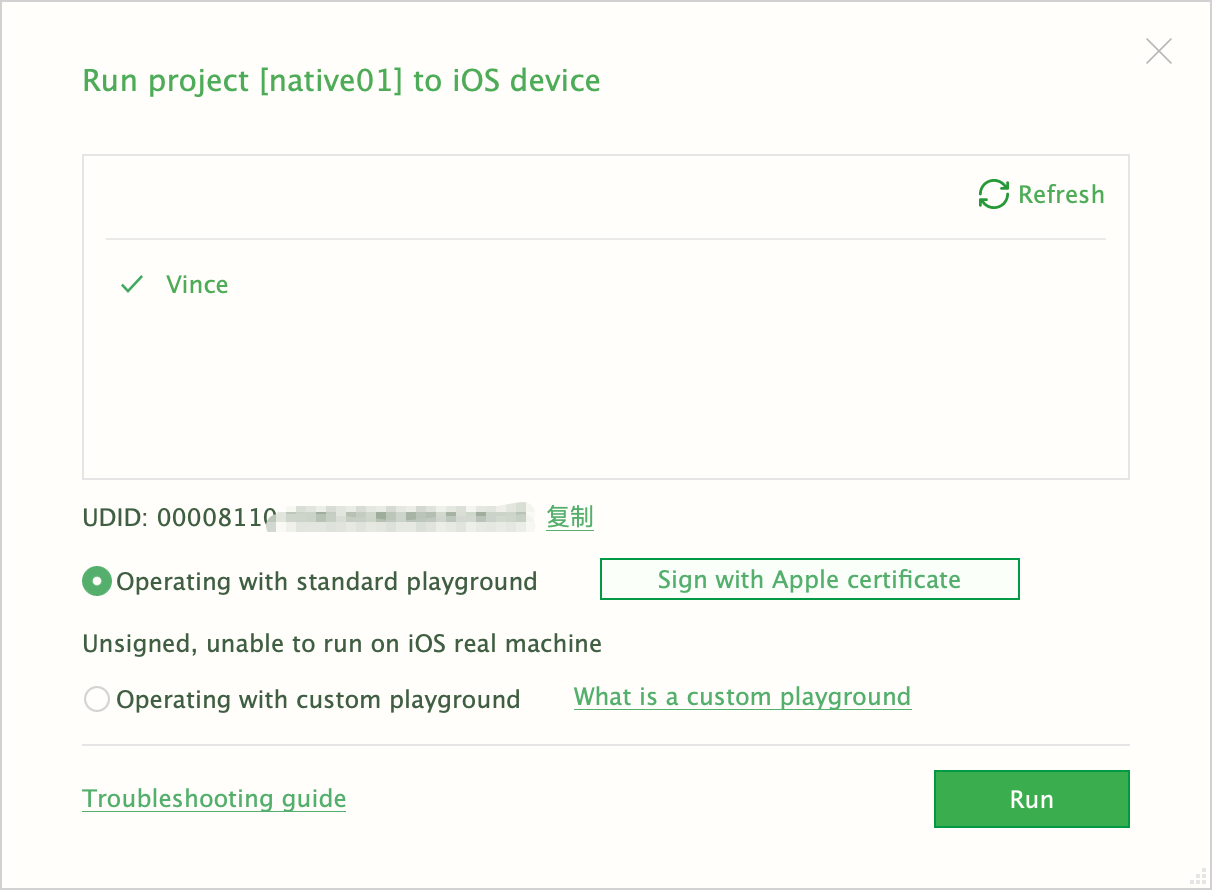 Run project [native01] to iOS device
Refresh
Vince
UDID: 00008110 复制
Operating with standard playground Sign with Apple certificate
Unsigned, unable to run on iOS real machine
Operating with custom playground What is a custom playground
Troubleshooting guide Run